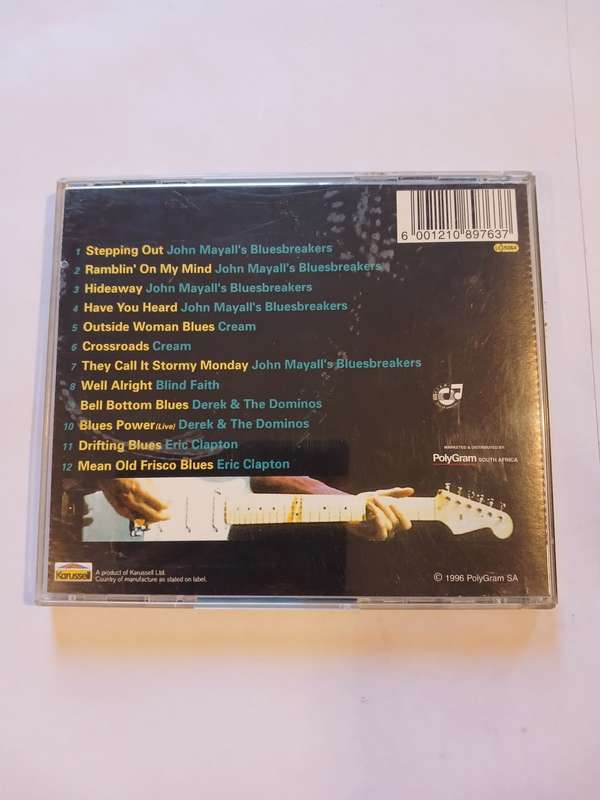 6 001210 897637
1 Stepping Out John Mayall's Bluesbreakers
2 Ramblin' On My Mind John Mayall's Bluesbreakers
3 Hideaway John Mayall's Bluesbreakers
4 Have You Heard John Mayall's Bluesbreakers
5 Outside Woman Blues Cream
6 Crossroads Cream
7 They Call It Stormy Monday John Mayall's Bluesbreakers
8 Well Alright Blind Faith
Bell Bottom Blues Derek & The Dominos
10 Blues Power (Live) Derek & The Dominos
11 Drifting Blues Eric Clapton
12 Mean Old Frisco Blues Eric Clapton
MARKETED & DISTRIBUTED BY
PolyGram SOUTH AFRICA
Karussell
A product of Karussell Ltd.
Country of manufacture as stated on label.
© 1996 PolyGram SA